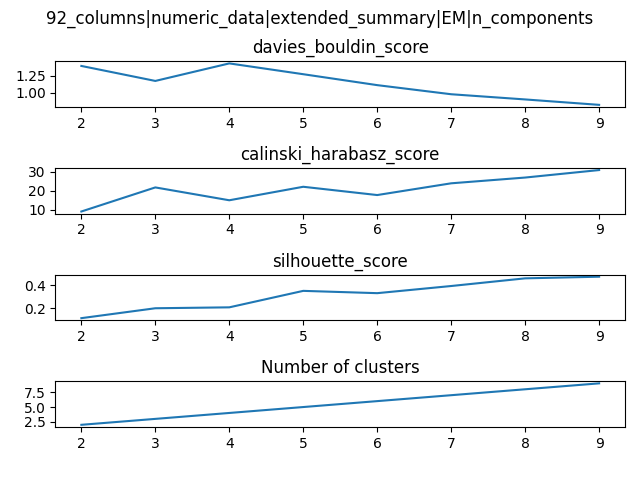 92_columns|numeric_data|extended_summary|EM|n_components
davies_bouldin_score
1.25
1.00
2 3 4 5 6 7 8 9
calinski_harabasz_score
30
20
10
2 3 4 5 6 7 8 9
silhouette_score
0.4
0.2
2 3 4 5 6 7 8 9
Number of clusters
7.5
5.0
2.5
2 3 4 5 6 7 8 9